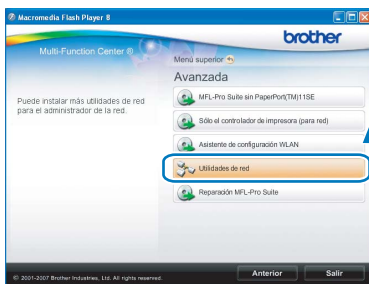 Macromedia Flash Player 8
brother
Multi-Function Center ®
Menú superior
Avanzada
Puede instalar más utilidades de red
para el administrador de la red.
MFL-Pro Suite sin PaperPort(TM)11SE
Sólo el controlador de impresora (para red)
Asistente de configuración WLAN
Utilidades de red
Reparación MFL-Pro Suite
© 2001-2007 Brother Industries, Ltd. All rights reserved.
Anterior
Salir